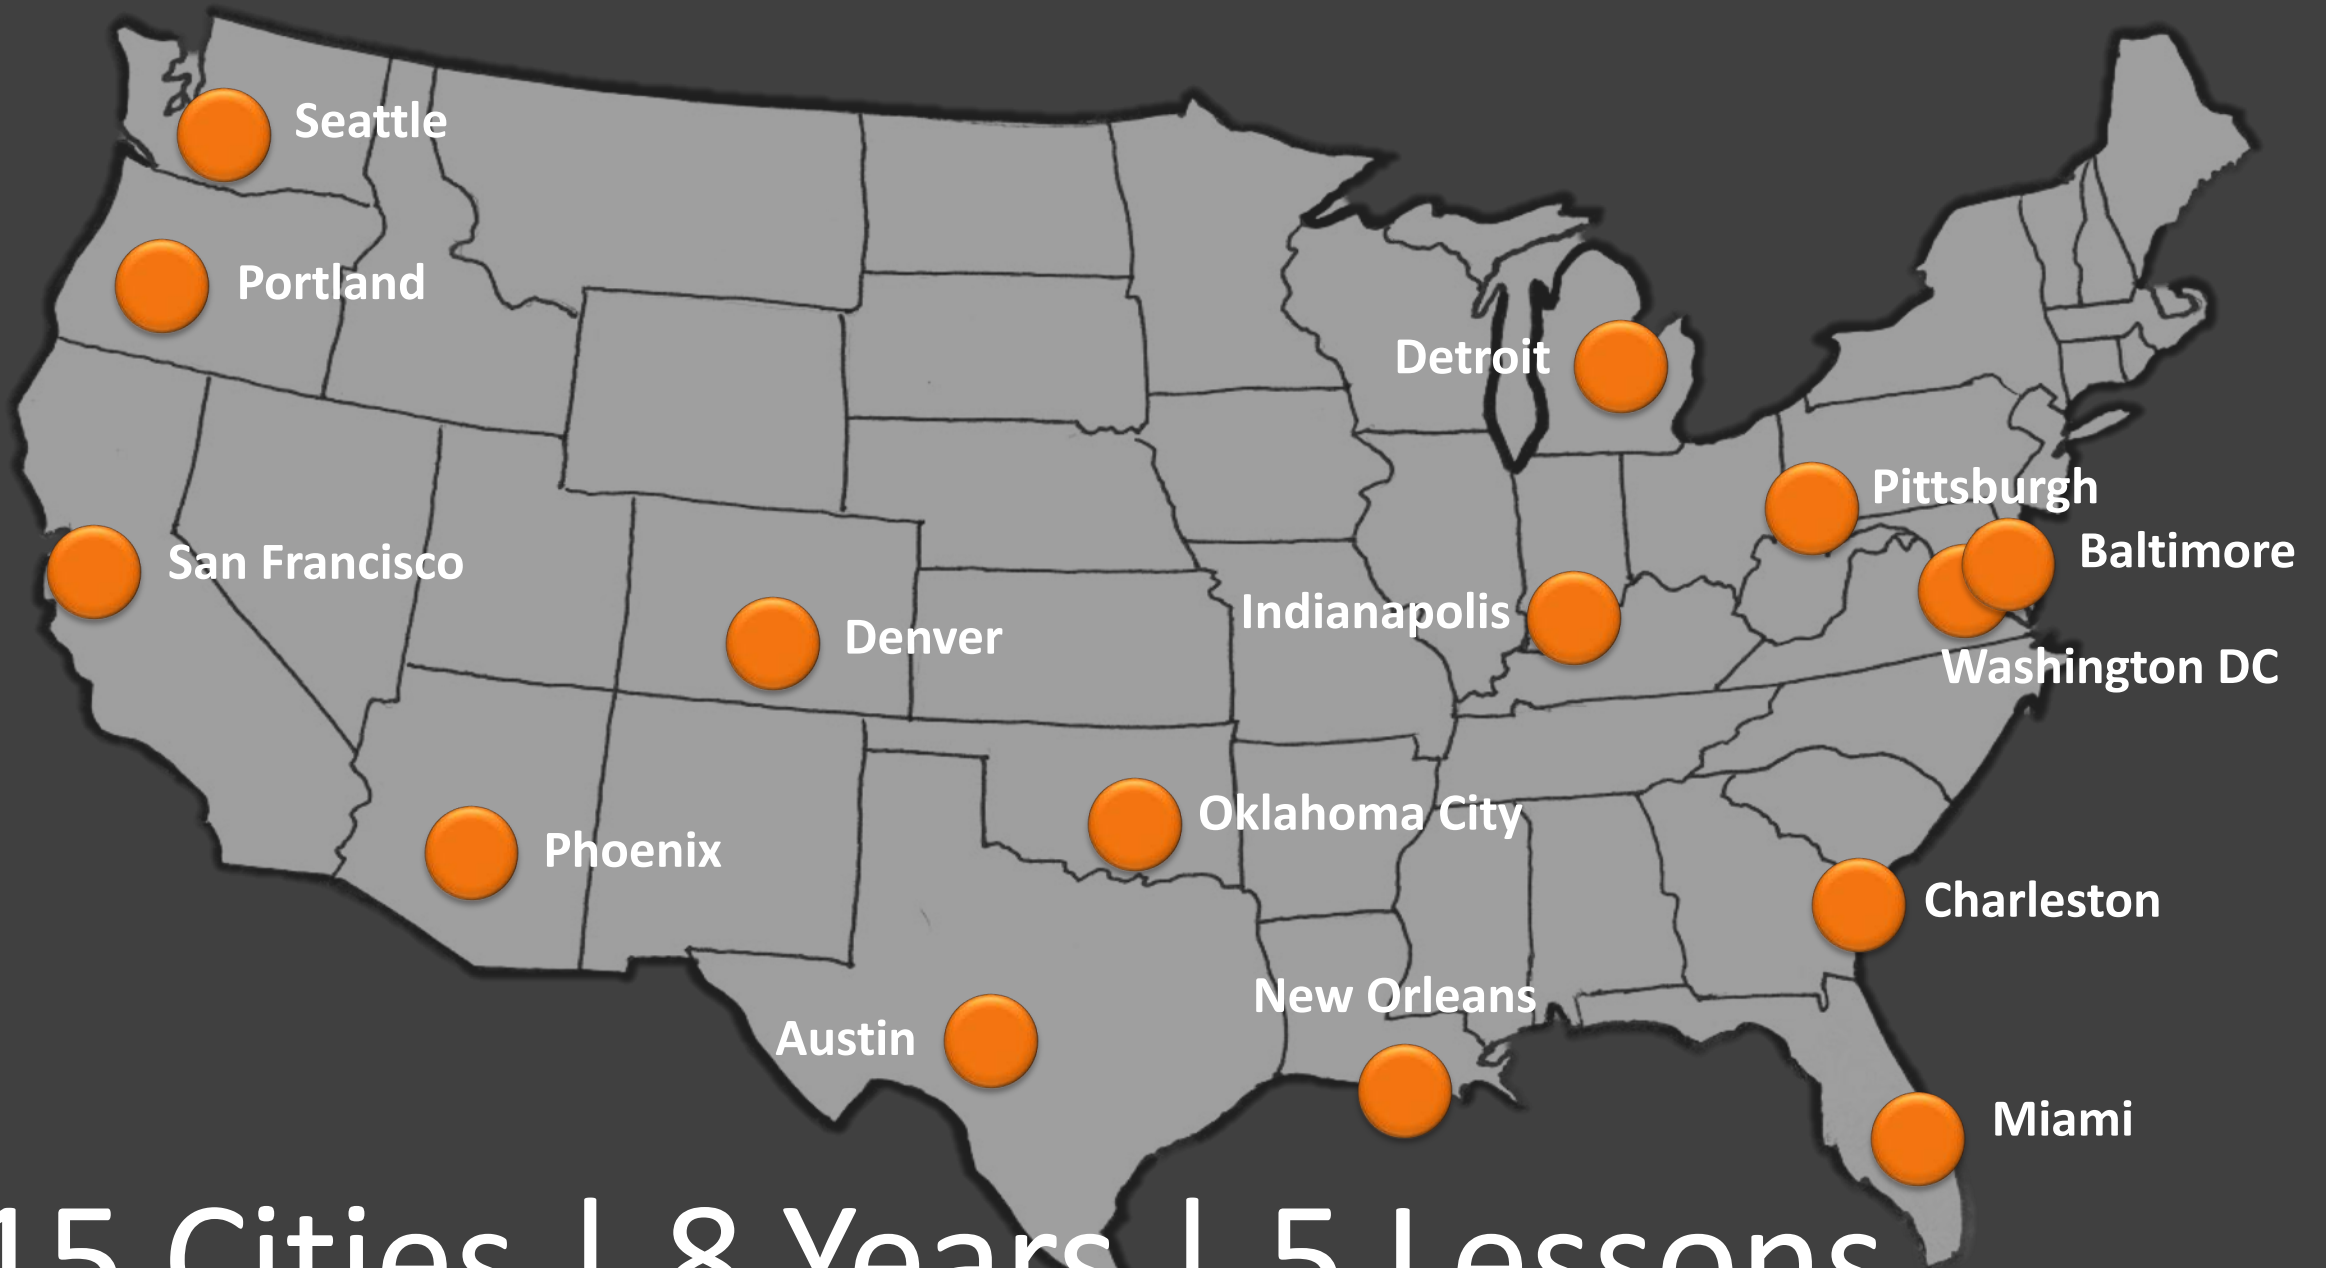 Seattle
Portland
Detroit
Pittsburgh
Baltimore
San Francisco
Indianapolis
Denver
Washington DC
Oklahoma City
Phoenix
Charleston
New Orleans
Austin
Miami
15 Cities | 8 Years | 5 Lessons